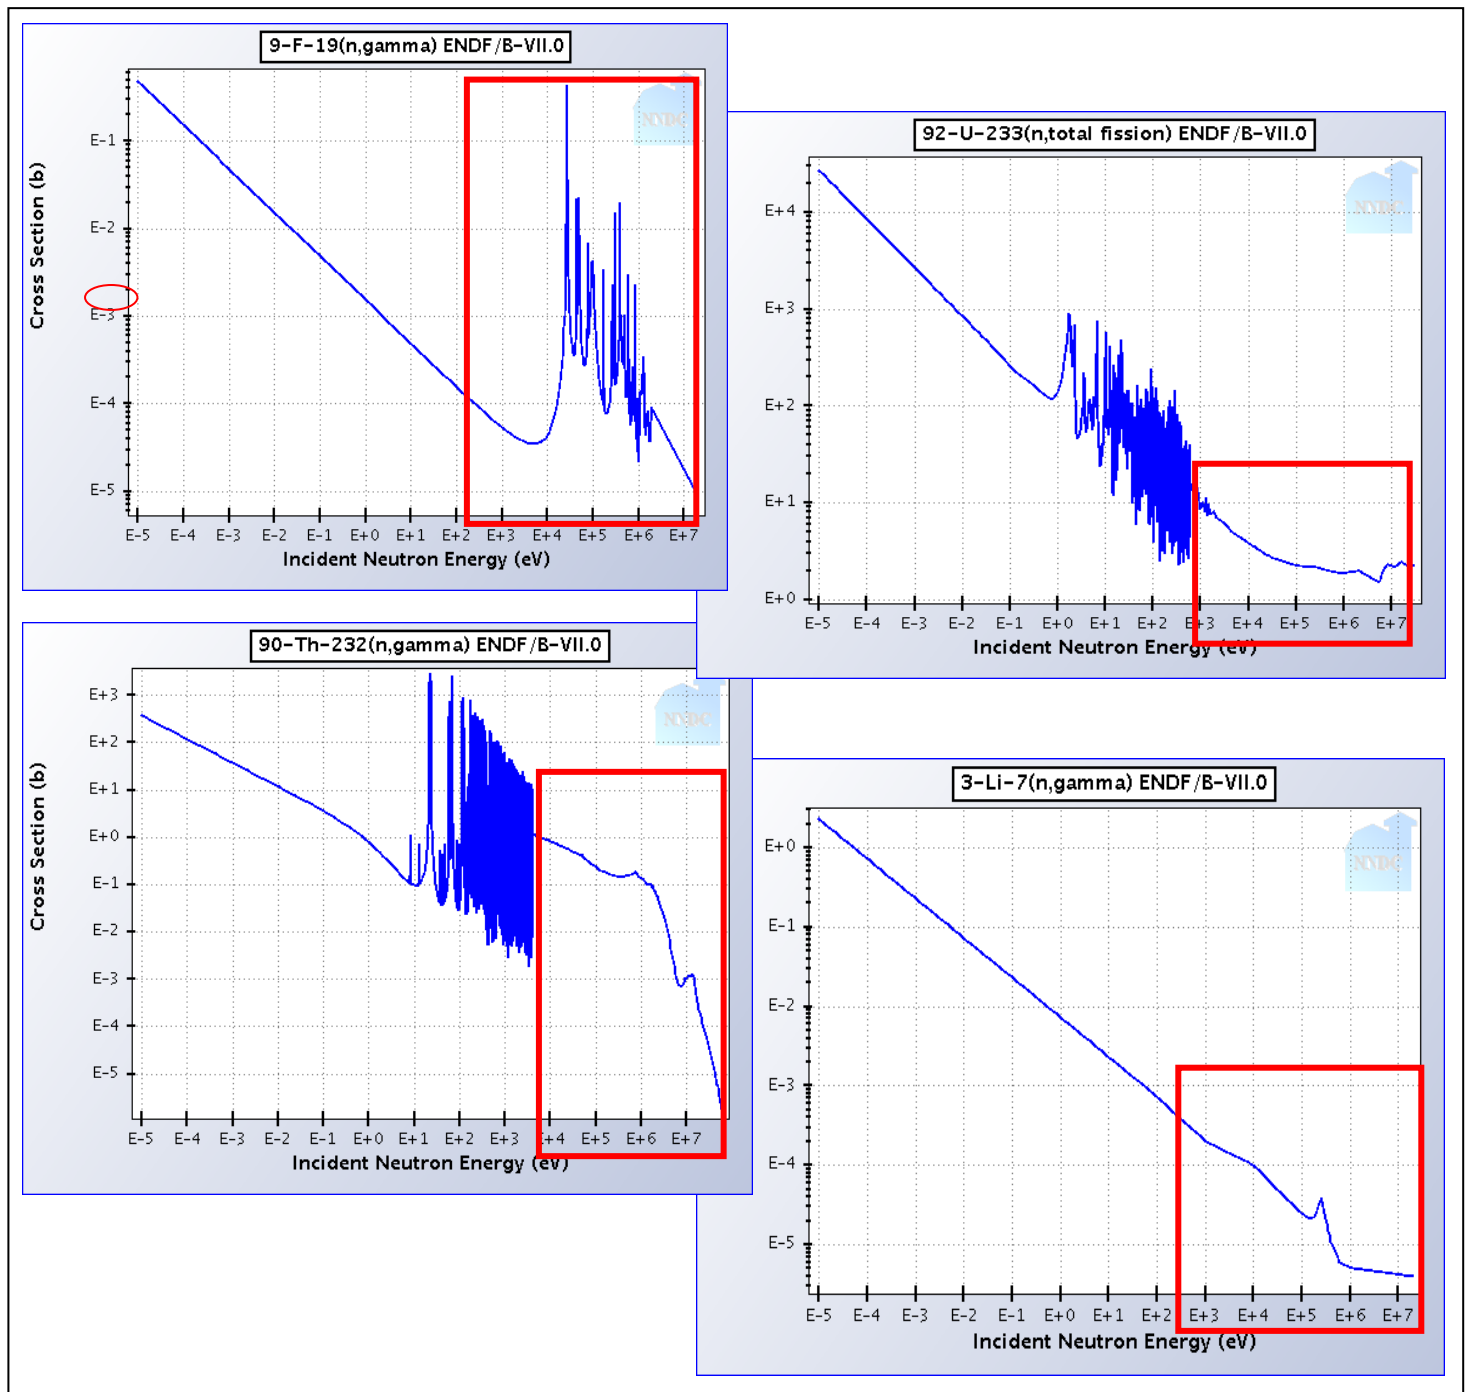 9-F-19(n,gamma) ENDF/B-VII.0
NNDC
Cross Section (b)
E-1
E-2
E-3
E-4
E-5
E-5 E-4 E-3 E-2 E-1 E+0 E+1 E+2 E+3 E+4 E+5 E+6 E+7
Incident Neutron Energy (eV)
92-U-233(n,total fission) ENDF/B-VII.0
NNDC
E+4
E+3
E+2
E+1
E+0
E-5 E-4 E-3 E-2 E-1 E+0 E+1 E+2 E+3 E+4 E+5 E+6 E+7
Incident Neutron Energy (eV)
90-Th-232(n,gamma) ENDF/B-VII.0
NNDC
Cross Section (b)
E+3
E+2
E+1
E+0
E-1
E-2
E-3
E-4
E-5
E-5 E-4 E-3 E-2 E-1 E+0 E+1 E+2 E+3 E+4 E+5 E+6 E+7
Incident Neutron Energy (eV)
3-Li-7(n,gamma) ENDF/B-VII.0
NNDC
E+0
E-1
E-2
E-3
E-4
E-5
E-5 E-4 E-3 E-2 E-1 E+0 E+1 E+2 E+3 E+4 E+5 E+6 E+7
Incident Neutron Energy (eV)